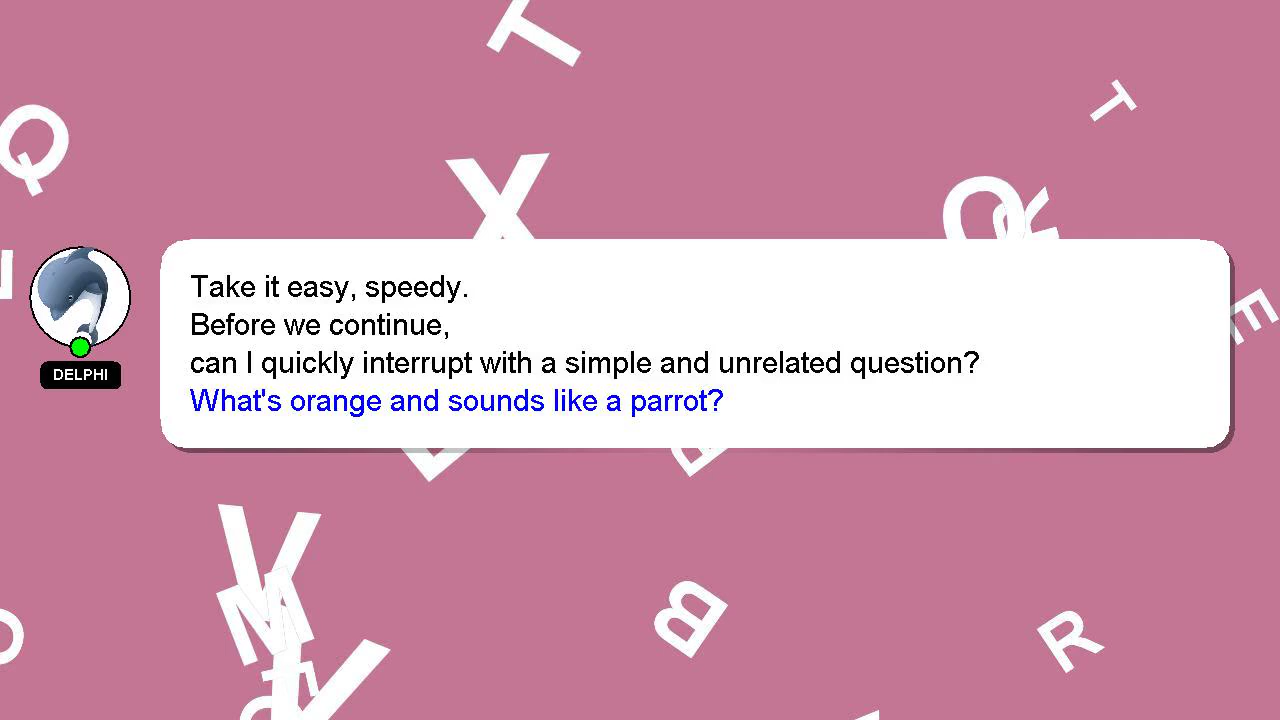 Take it easy, speedy.
Before we continue,
can I quickly interrupt with a simple and unrelated question?
What's orange and sounds like a parrot?
DELPHI
T
T
Q
X
Q
E
V
M
B
R
V